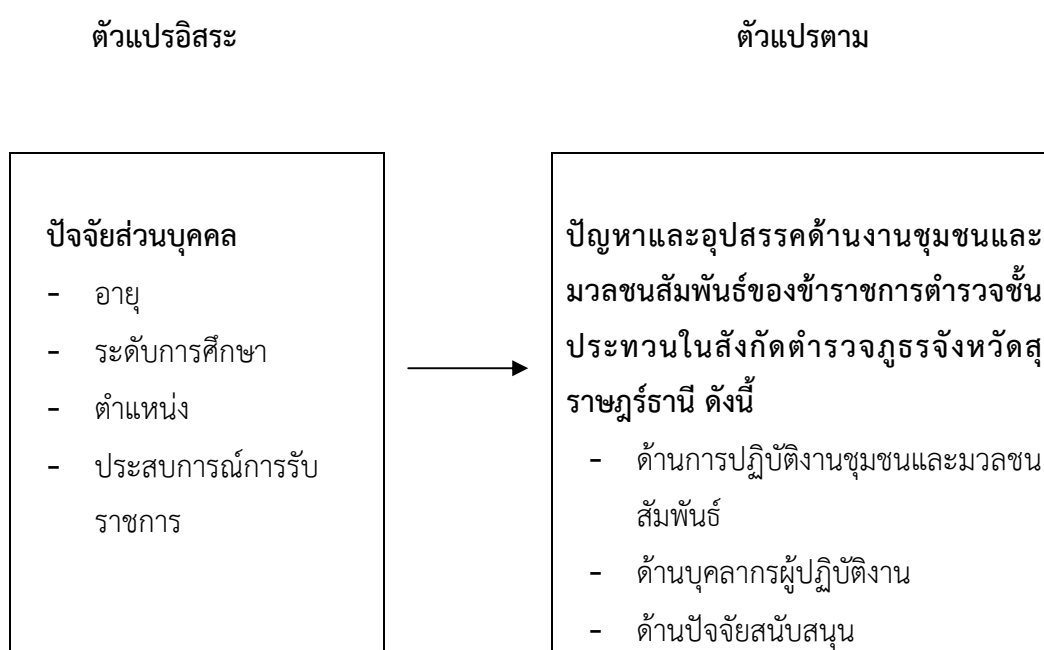 ตัวแปรอิสระ
ตัวแปรตาม
ปัจจัยส่วนบุคคล
- อายุ
- ระดับการศึกษา
- ตำแหน่ง
- ประสบการณ์การรับ
ราชการ
ปัญหาและอุปสรรคด้านงานชุมชนและ
มวลชนสัมพันธ์ของข้าราชการตำรวจชั้น
ประทวนในสังกัดตำรวจภูธรจังหวัดสุ
ราษฎร์ธานี ดังนี้
- ด้านการปฏิบัติงานชุมชนและมวลชน
สัมพันธ์
- ด้านบุคลากรผู้ปฏิบัติงาน
- ด้านปัจจัยสนับสนุน